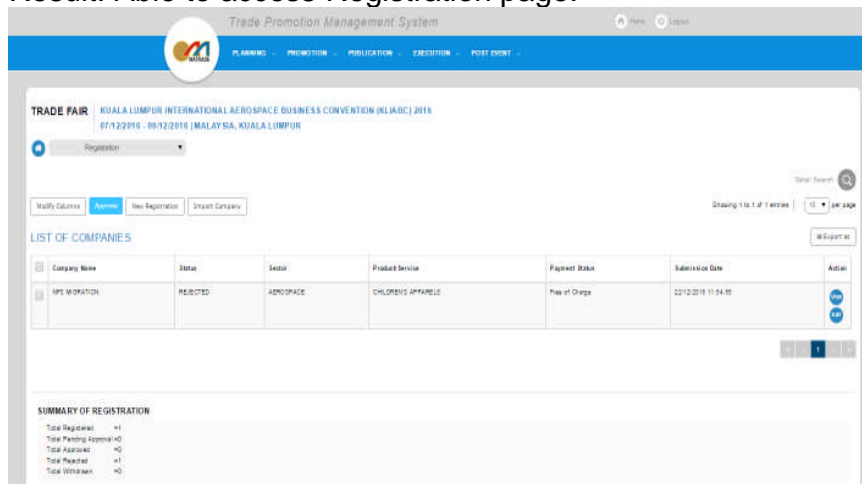 Result: Able to access Registration page.
Trade Promotion Management System
Home Logout
MATRADE
PLANNING PROMOTION PUBLICATION EXECUTION POST EVENT
TRADE FAIR KUALA LUMPUR INTERNATIONAL AEROSPACE BUSINESS CONVENTION (KLIABC) 2016
07/12/2016 - 09/12/2016 | MALAYSIA, KUALA LUMPUR
Registration
Detail Search
Modify Columns Approve New Registration Import Company
Showing 1 to 1 of 1 entries | 10 per page
LIST OF COMPANIES
Export as
Company Name Status Sector Product Service Payment Status Submission Date Action
NFS MIGRATION REJECTED AEROSPACE CHILDREN'S APPARELS Free of Charge 22/12/2016 11:54:55
View
Edit
1
SUMMARY OF REGISTRATION
Total Registered =1
Total Pending Approval =0
Total Approved =0
Total Rejected =1
Total Withdrawn =0